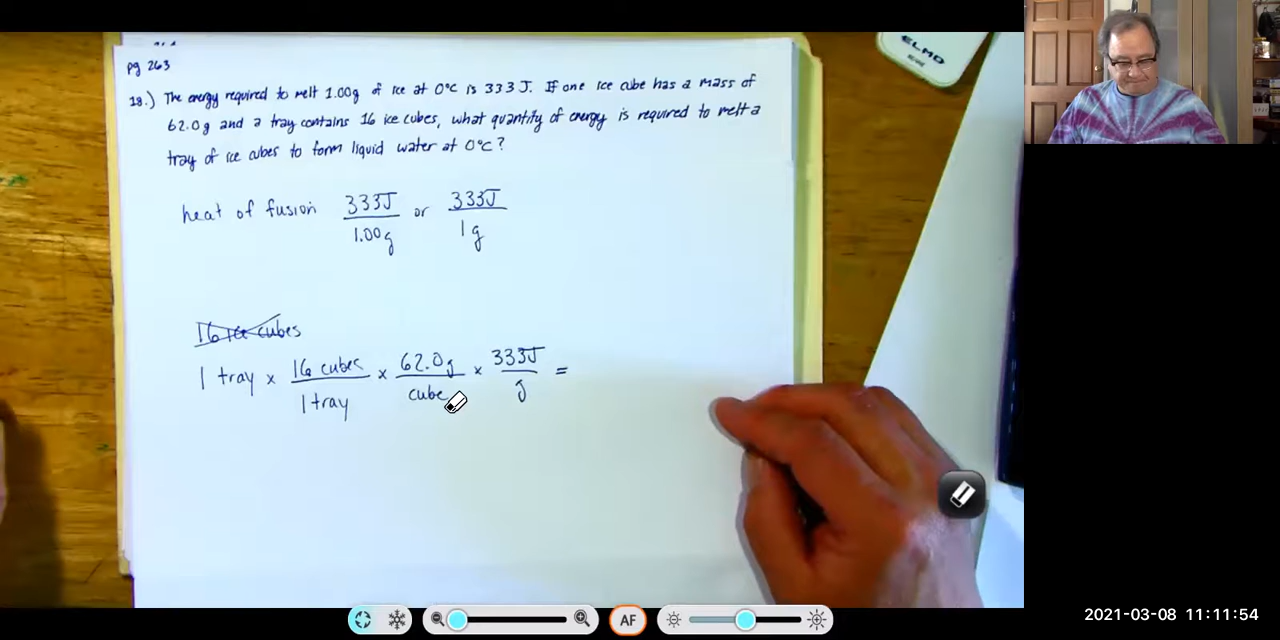 pg 263
18.) The energy required to melt 1.00g of ice at 0°C is 333 J. If one ice cube has a mass of
62.0g and a tray contains 16 ice cubes, what quantity of energy is required to melt a
tray of ice cubes to form liquid water at 0°C?
heat of fusion 333J/1.00g or 333J/1g
16 ice cubes
1 tray x 16 cubes/1 tray x 62.0g/cube x 333J/g =
ELMO
AF
2021-03-08 11:11:54